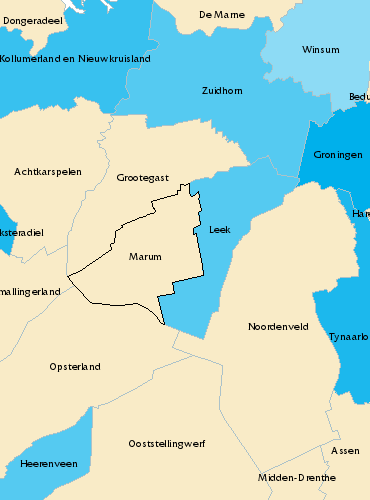 De Marne
Dongeradeel
Winsum
Kollumerland en Nieuwkruisland
Zuidhorn
Bedu
Groningen
Achtkarspelen
Grootegast
Hare
Leek
ksteradiel
Marum
mallingerland
Noordenveld
Tynaarlo
Opsterland
Ooststellingwerf
Assen
Heerenveen
Midden-Drenthe